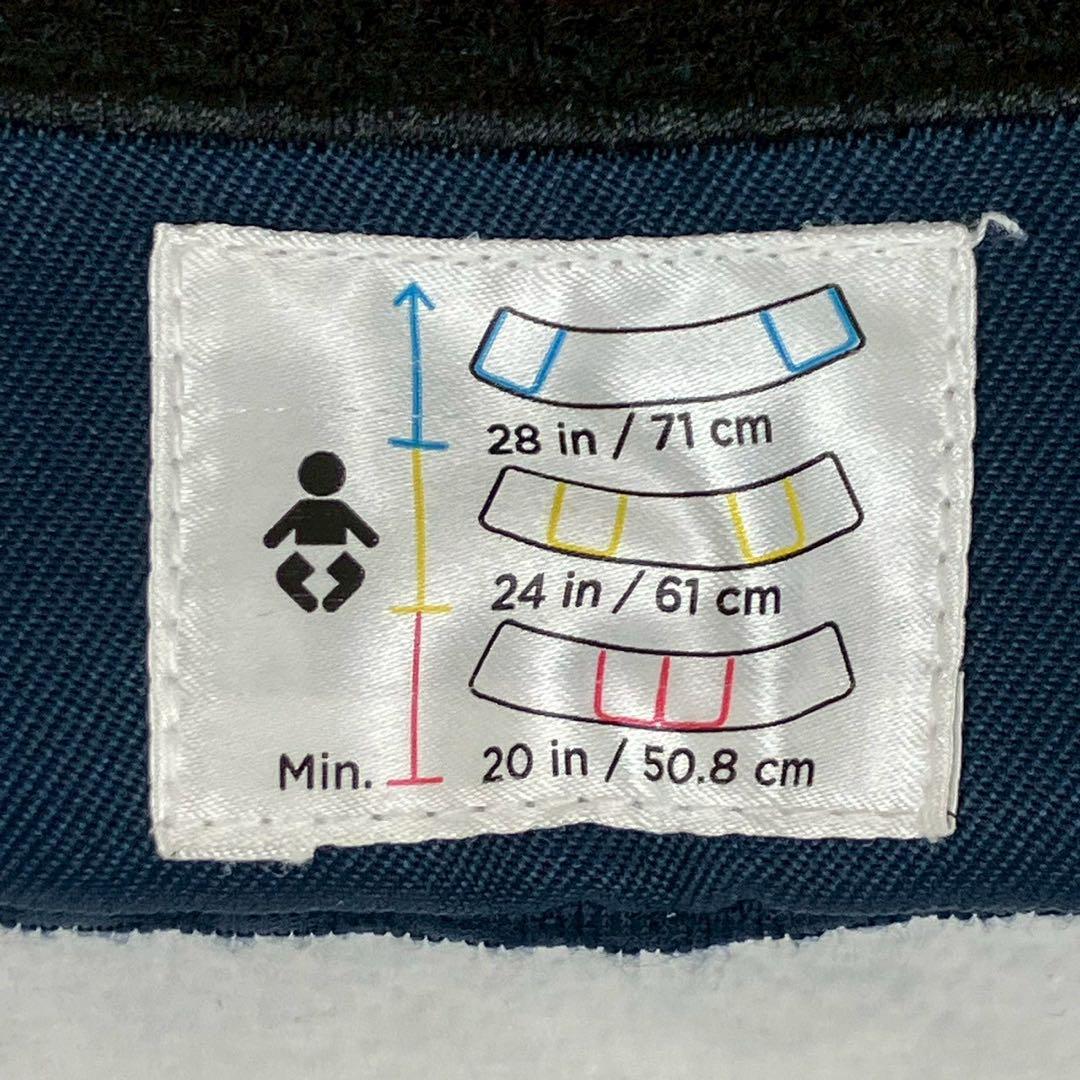 28 in / 71 cm
24 in / 61 cm
Min. 20 in / 50.8 cm